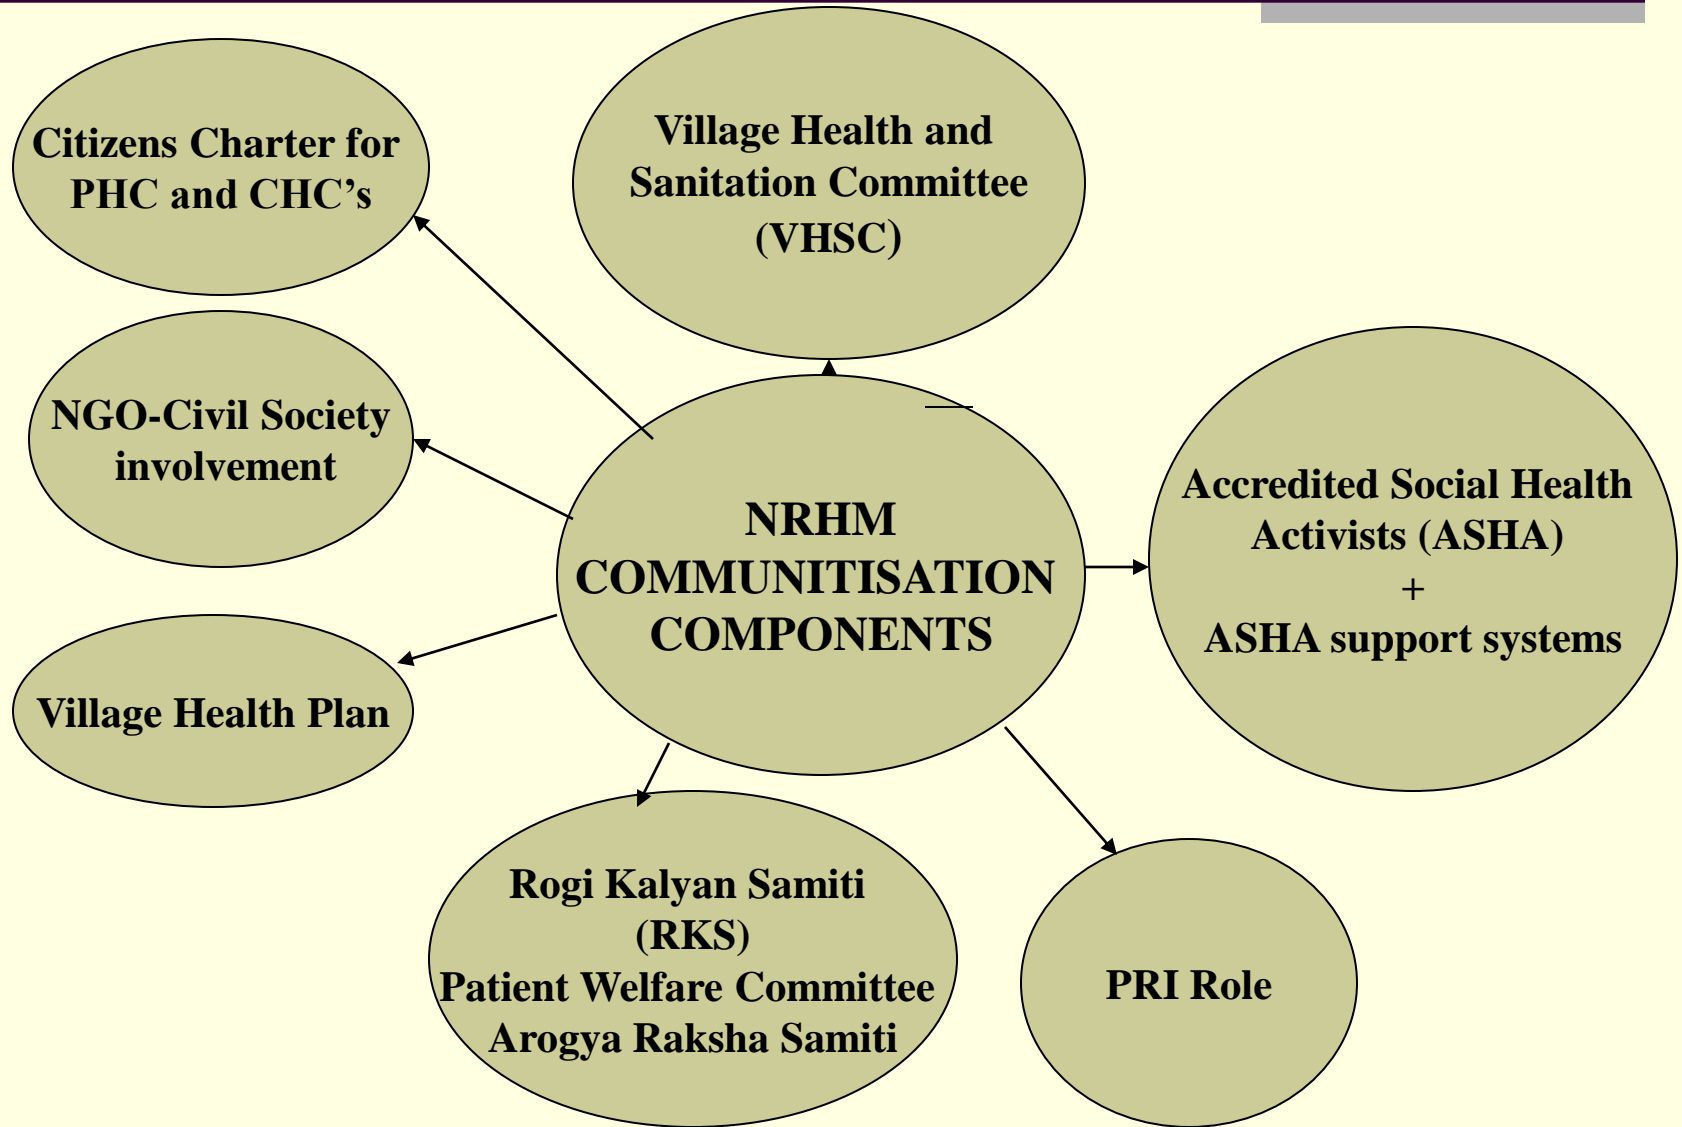 Citizens Charter for
PHC and CHC’s
Village Health and
Sanitation Committee
(VHSC)
NGO-Civil Society
involvement
NRHM
COMMUNITISATION
COMPONENTS
Accredited Social Health
Activists (ASHA)
+
ASHA support systems
Village Health Plan
Rogi Kalyan Samiti
(RKS)
Patient Welfare Committee
Arogya Raksha Samiti
PRI Role